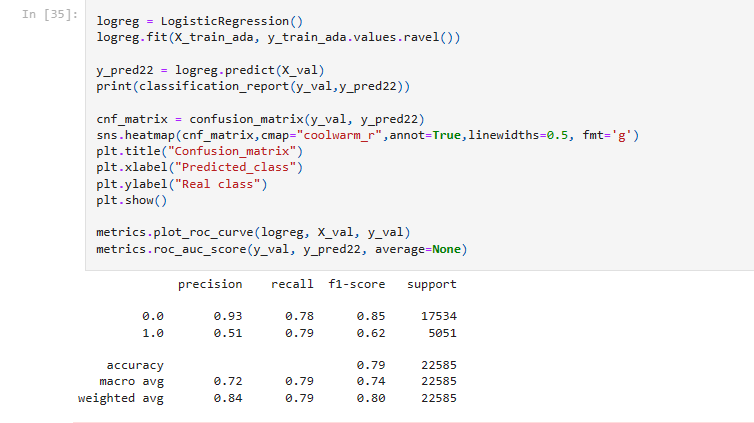 In [35]:
logreg = LogisticRegression()
logreg.fit(X_train_ada, y_train_ada.values.ravel())
y_pred22 = logreg.predict(X_val)
print(classification_report(y_val,y_pred22))
cnf_matrix = confusion_matrix(y_val, y_pred22)
sns.heatmap(cnf_matrix,cmap="coolwarm_r",annot=True,linewidths=0.5, fmt='g')
plt.title("Confusion_matrix")
plt.xlabel("Predicted_class")
plt.ylabel("Real class")
plt.show()
metrics.plot_roc_curve(logreg, X_val, y_val)
metrics.roc_auc_score(y_val, y_pred22, average=None)
precision recall f1-score support
0.0 0.93 0.78 0.85 17534
1.0 0.51 0.79 0.62 5051
accuracy 0.79 22585
macro avg 0.72 0.79 0.74 22585
weighted avg 0.84 0.79 0.80 22585